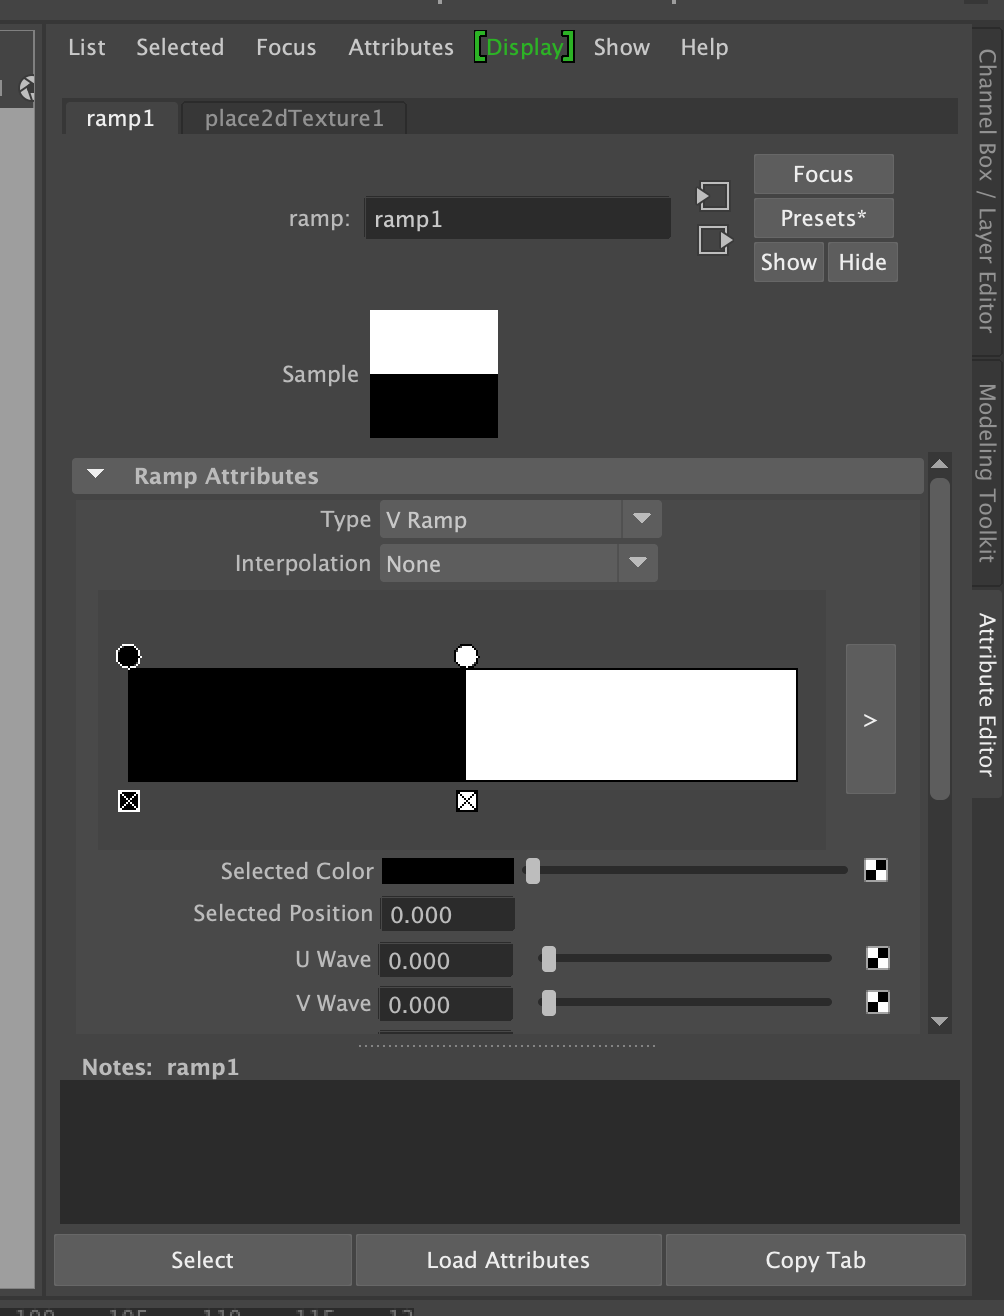 List Selected Focus Attributes [Display] Show Help
ramp1 place2dTexture1
Focus
ramp: ramp1
Presets*
Show Hide
Sample
Ramp Attributes
Type V Ramp
Interpolation None
>
Selected Color
Selected Position 0.000
U Wave 0.000
V Wave 0.000
Notes: ramp1
Select Load Attributes Copy Tab
Channel Box / Layer Editor
Modeling Toolkit
Attribute Editor